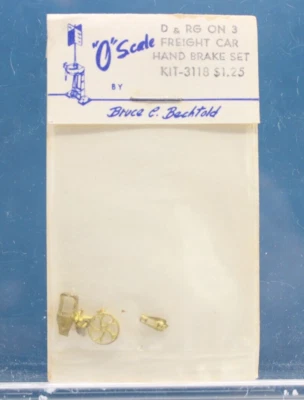 "O" Scale
BY
D & RG ON 3
FREIGHT CAR
HAND BRAKE SET
KIT-3118 $1.25
Bruce C. Bechtold